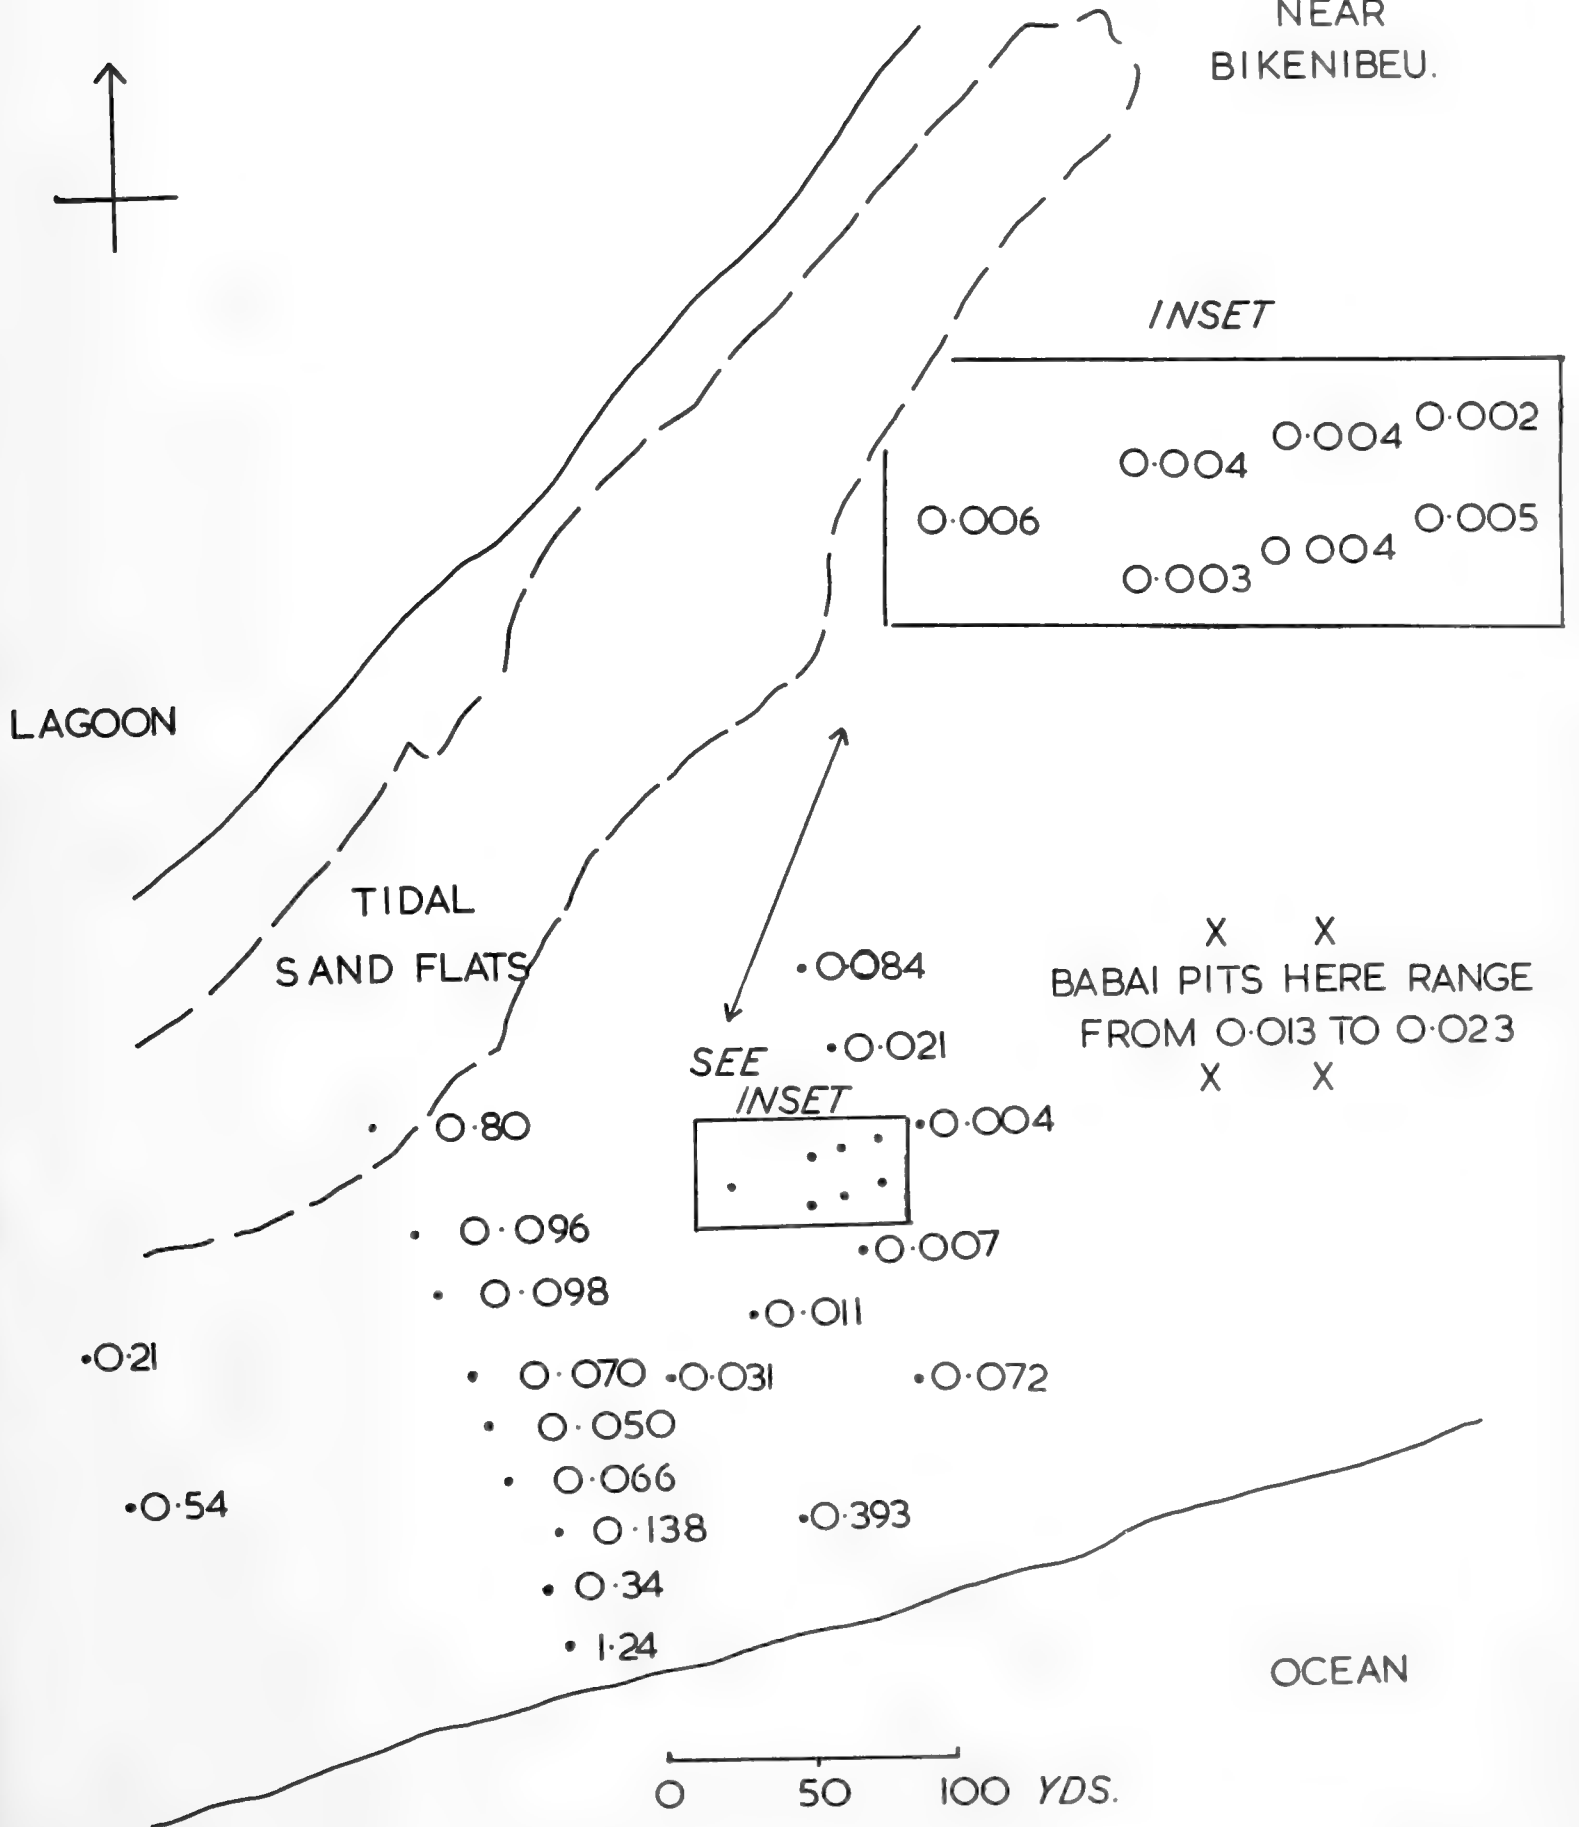 NEAR
BIKENIBEU.
INSET
0·002
0·004
0·004
0·006
0·005
0 004
0·003
LAGOON
TIDAL
SAND FLATS
X X
BABAI PITS HERE RANGE
FROM 0·013 TO 0·023
X X
0·084
0·021
SEE
INSET
0·004
0·80
0·096
0·007
0·098
0·011
0·21
0·070
0·031
0·072
0·050
0·066
0·54
0·138
0·393
0·34
1·24
OCEAN
0 50 100 YDS.